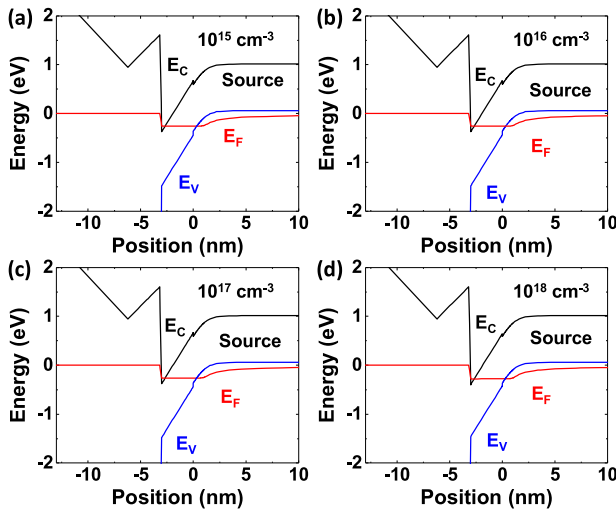 (a)
10¹⁵ cm⁻³
E_C
Source
E_F
E_V
Energy (eV)
2
1
0
-1
-2
-10 -5 0 5 10
Position (nm)
(b)
10¹⁶ cm⁻³
E_C
Source
E_F
E_V
Energy (eV)
2
1
0
-1
-2
-10 -5 0 5 10
Position (nm)
(c)
10¹⁷ cm⁻³
E_C
Source
E_F
E_V
Energy (eV)
2
1
0
-1
-2
-10 -5 0 5 10
Position (nm)
(d)
10¹⁸ cm⁻³
E_C
Source
E_F
E_V
Energy (eV)
2
1
0
-1
-2
-10 -5 0 5 10
Position (nm)